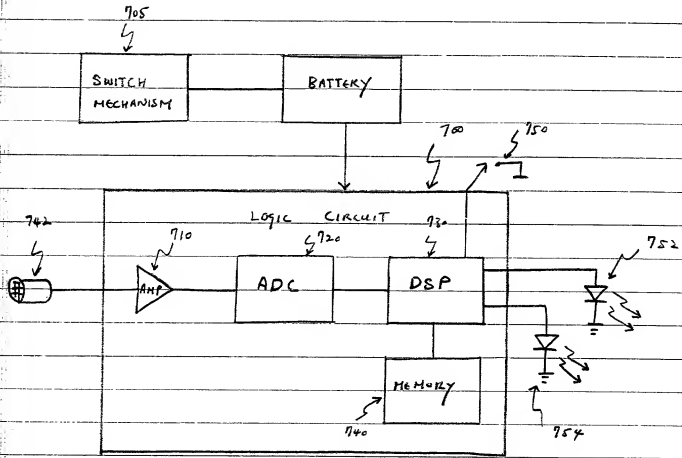 705
SWITCH
MECHANISM
BATTERY
700
750
742
710
LOGIC CIRCUIT
720
730
752
AMP
ADC
DSP
MEMORY
740
754